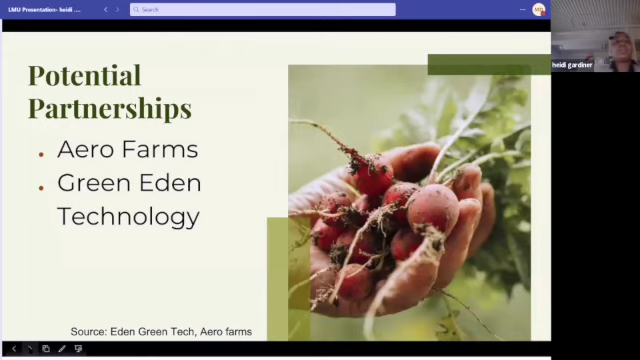 LMU Presentation- heidi ....
Search
MD
heidi gardiner
Potential
Partnerships
Aero Farms
Green Eden
Technology
Source: Eden Green Tech, Aero farms